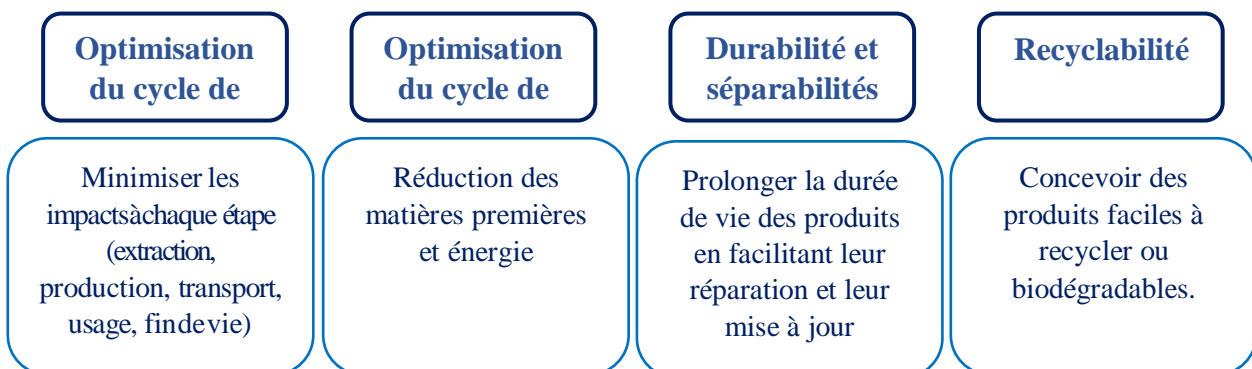 Optimisation
du cycle de
Optimisation
du cycle de
Durabilité et
séparabilités
Recyclabilité
Minimiser les
impactsàchaque étape
(extraction,
production, transport,
usage, findevie)
Réduction des
matières premières
et énergie
Prolonger la durée
de vie des produits
en facilitant leur
réparation et leur
mise à jour
Concevoir des
produits faciles à
recycler ou
biodégradables.